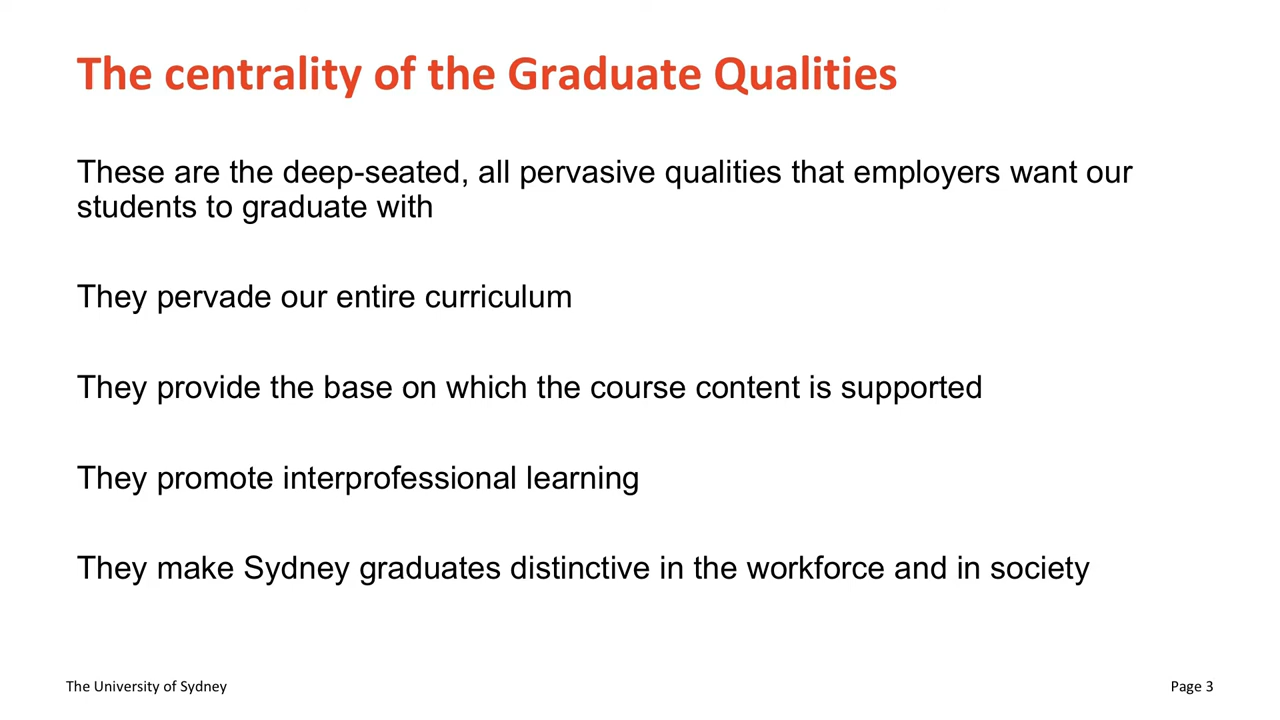 The centrality of the Graduate Qualities
These are the deep-seated, all pervasive qualities that employers want our
students to graduate with
They pervade our entire curriculum
They provide the base on which the course content is supported
They promote interprofessional learning
They make Sydney graduates distinctive in the workforce and in society
The University of Sydney
Page 3